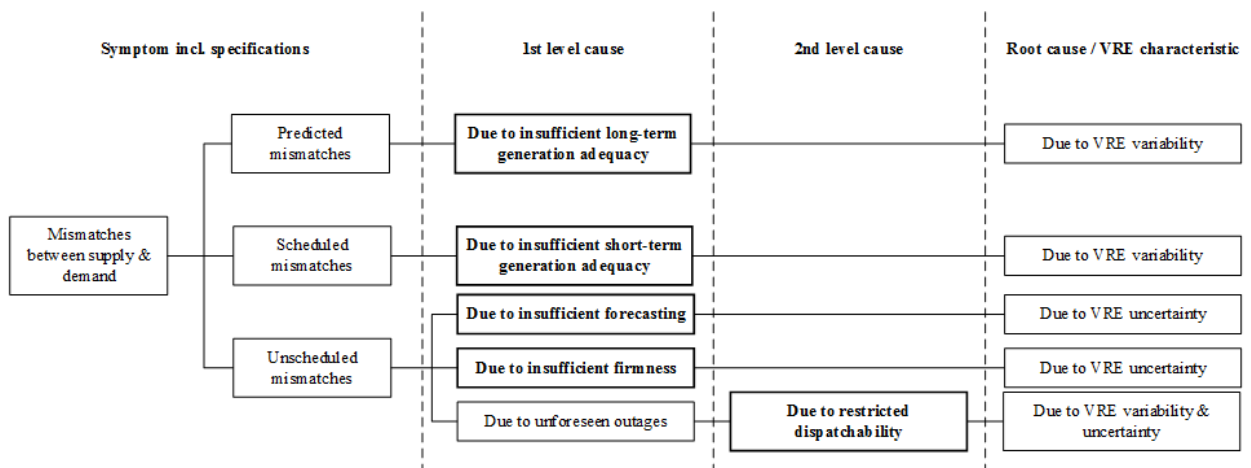 Symptom incl. specifications
1st level cause
2nd level cause
Root cause / VRE characteristic
Predicted
mismatches
Due to insufficient long-term
generation adequacy
Due to VRE variability
Mismatches
between supply &
demand
Scheduled
mismatches
Due to insufficient short-term
generation adequacy
Due to VRE variability
Due to insufficient forecasting
Due to VRE uncertainty
Unscheduled
mismatches
Due to insufficient firmness
Due to VRE uncertainty
Due to unforeseen outages
Due to restricted
dispatchability
Due to VRE variability &
uncertainty